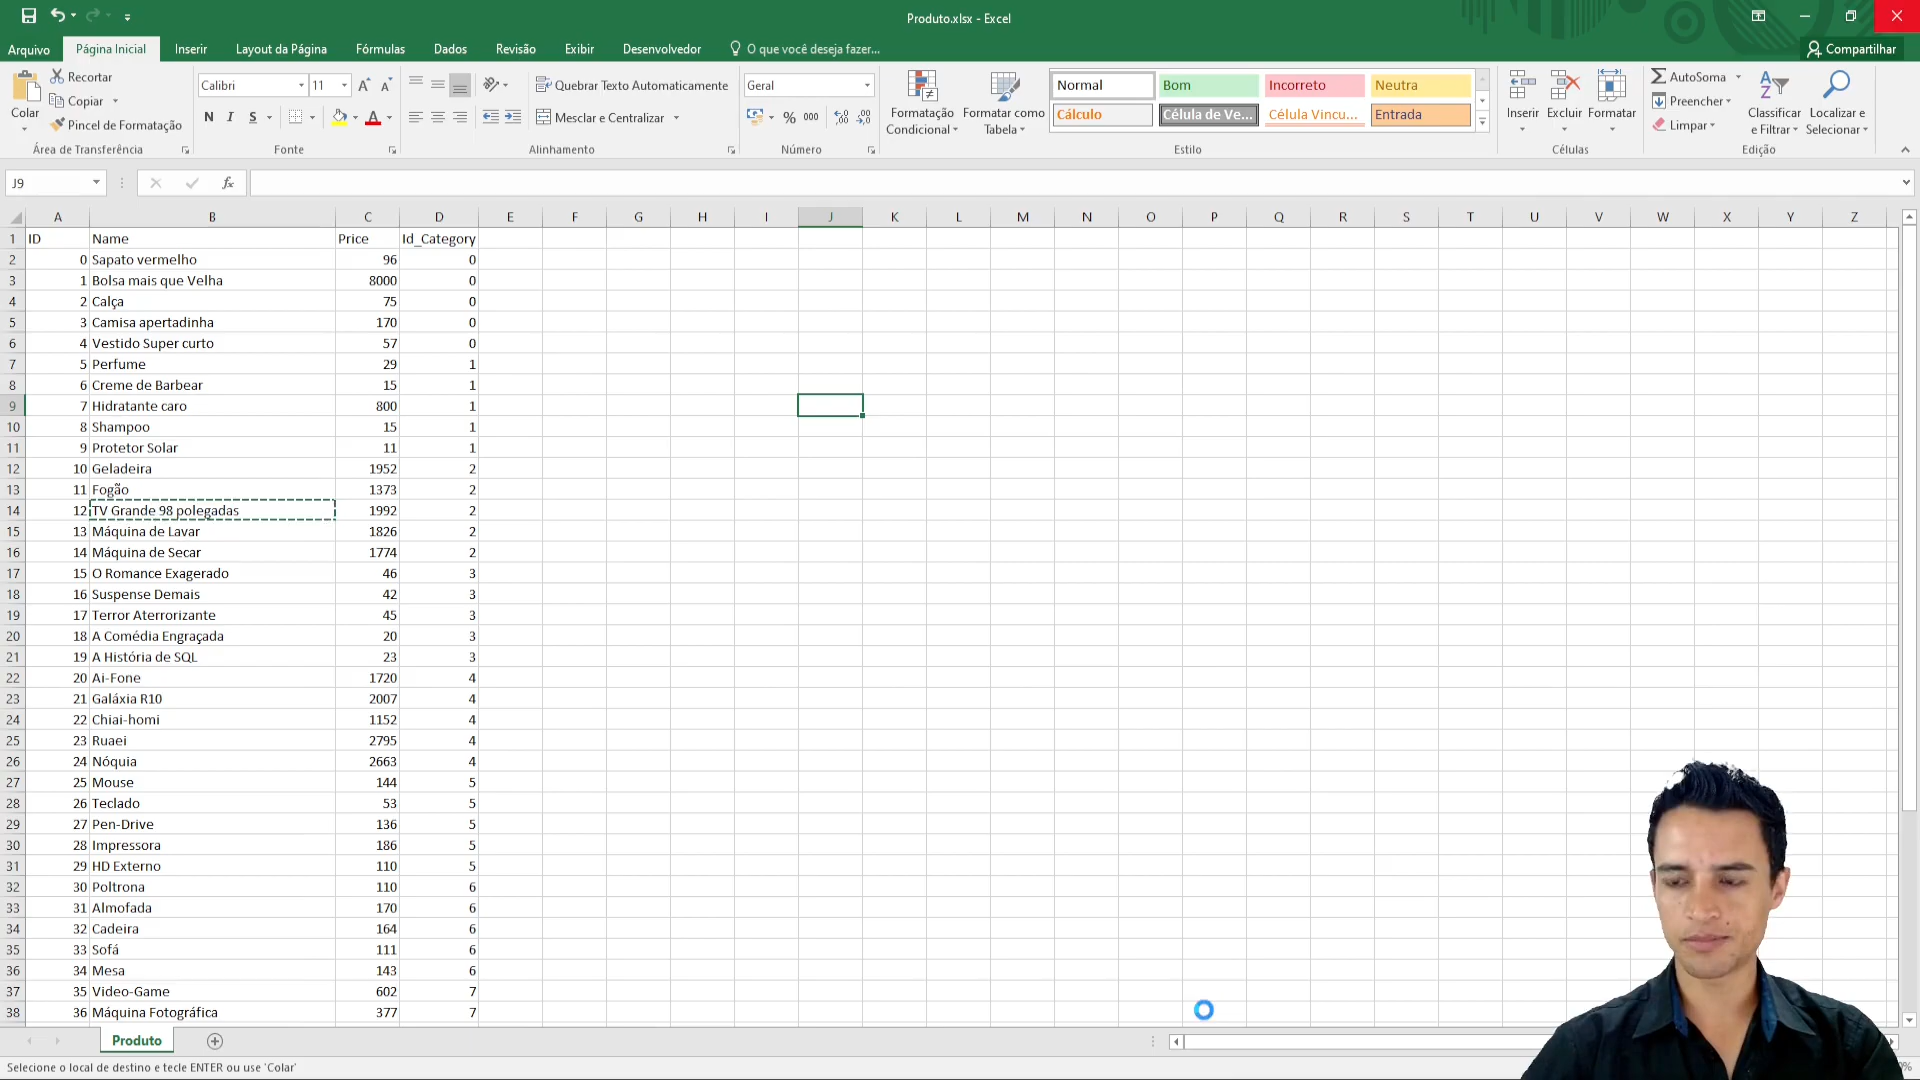 Produto.xlsx - Excel
Arquivo Página Inicial Inserir Layout da Página Fórmulas Dados Revisão Exibir Desenvolvedor O que você deseja fazer... Compartilhar
Colar
Recortar
Copiar
Pincel de Formatação
Área de Transferência
Calibri 11
N I S
Fonte
Quebrar Texto Automaticamente
Mesclar e Centralizar
Alinhamento
Geral
% 000
Número
Formatação Condicional
Formatar como Tabela
Normal Bom Incorreto Neutra
Cálculo Célula de Ve... Célula Vincu... Entrada
Estilo
Inserir Excluir Formatar
Células
AutoSoma
Preencher
Limpar
Classificar e Filtrar
Localizar e Selecionar
Edição
J9 fx
A B C D E F G H I J K L M N O P Q R S T U V W X Y Z
1 ID Name Price Id_Category
2 0 Sapato vermelho 96 0
3 1 Bolsa mais que Velha 8000 0
4 2 Calça 75 0
5 3 Camisa apertadinha 170 0
6 4 Vestido Super curto 57 0
7 5 Perfume 29 1
8 6 Creme de Barbear 15 1
9 7 Hidratante caro 800 1
10 8 Shampoo 15 1
11 9 Protetor Solar 11 1
12 10 Geladeira 1952 2
13 11 Fogão 1373 2
14 12 TV Grande 98 polegadas 1992 2
15 13 Máquina de Lavar 1826 2
16 14 Máquina de Secar 1774 2
17 15 O Romance Exagerado 46 3
18 16 Suspense Demais 42 3
19 17 Terror Aterrorizante 45 3
20 18 A Comédia Engraçada 20 3
21 19 A História de SQL 23 3
22 20 Ai-Fone 1720 4
23 21 Galáxia R10 2007 4
24 22 Chiai-homi 1152 4
25 23 Ruaei 2795 4
26 24 Nóquia 2663 4
27 25 Mouse 144 5
28 26 Teclado 53 5
29 27 Pen-Drive 136 5
30 28 Impressora 186 5
31 29 HD Externo 110 5
32 30 Poltrona 110 6
33 31 Almofada 170 6
34 32 Cadeira 164 6
35 33 Sofá 111 6
36 34 Mesa 143 6
37 35 Video-Game 602 7
38 36 Máquina Fotográfica 377 7
Produto
Selecione o local de destino e tecle ENTER ou use 'Colar'